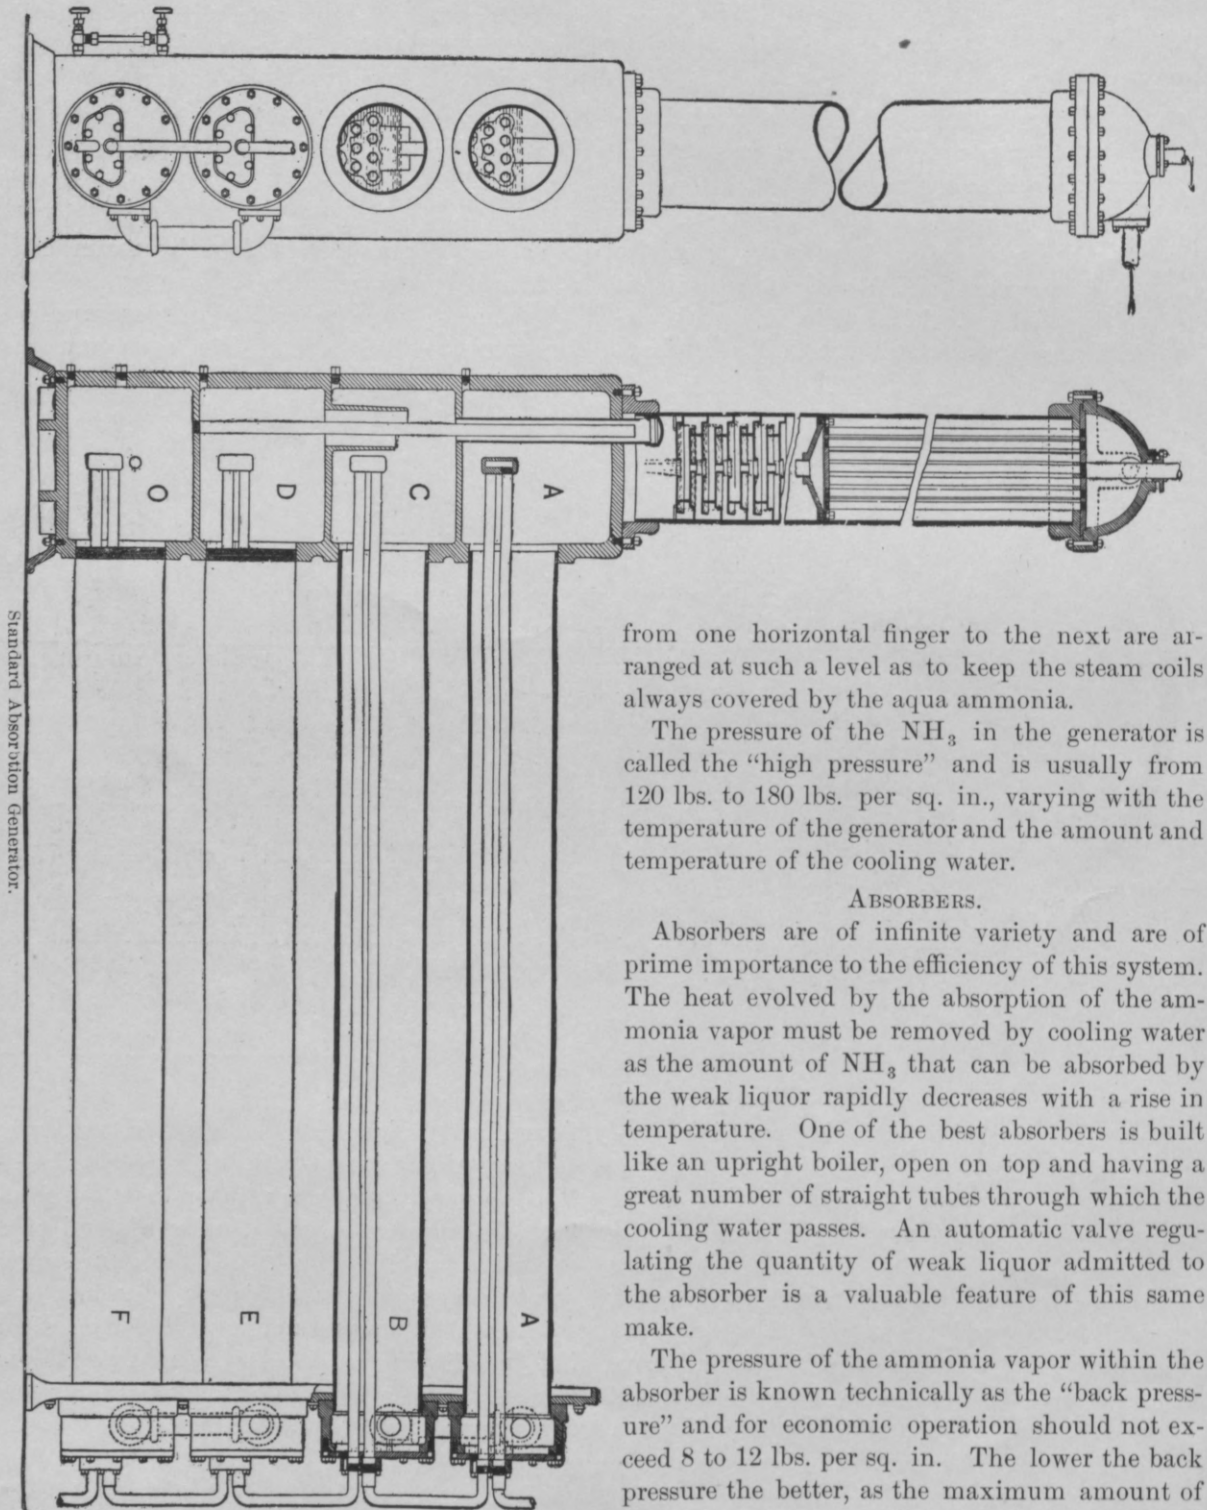 Standard Absorption Generator.
O
D
C
A
F
E
B
A
from one horizontal finger to the next are ar-
ranged at such a level as to keep the steam coils
always covered by the aqua ammonia.
The pressure of the NH₃ in the generator is
called the “high pressure” and is usually from
120 lbs. to 180 lbs. per sq. in., varying with the
temperature of the generator and the amount and
temperature of the cooling water.
ABSORBERS.
Absorbers are of infinite variety and are of
prime importance to the efficiency of this system.
The heat evolved by the absorption of the am-
monia vapor must be removed by cooling water
as the amount of NH₃ that can be absorbed by
the weak liquor rapidly decreases with a rise in
temperature. One of the best absorbers is built
like an upright boiler, open on top and having a
great number of straight tubes through which the
cooling water passes. An automatic valve regu-
lating the quantity of weak liquor admitted to
the absorber is a valuable feature of this same
make.
The pressure of the ammonia vapor within the
absorber is known technically as the “back press-
ure” and for economic operation should not ex-
ceed 8 to 12 lbs. per sq. in. The lower the back
pressure the better, as the maximum amount of